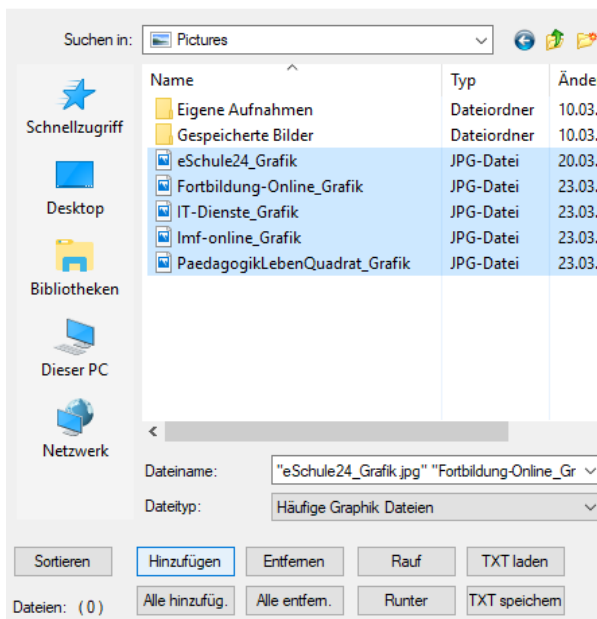 Suchen in: Pictures
Name Typ Ände
Eigene Aufnahmen Dateiordner 10.03.
Gespeicherte Bilder Dateiordner 10.03.
eSchule24_Grafik JPG-Datei 20.03.
Fortbildung-Online_Grafik JPG-Datei 23.03.
IT-Dienste_Grafik JPG-Datei 23.03.
lmf-online_Grafik JPG-Datei 23.03.
PaedagogikLebenQuadrat_Grafik JPG-Datei 23.03.
Schnellzugriff
Desktop
Bibliotheken
Dieser PC
Netzwerk
Dateiname: "eSchule24_Grafik.jpg" "Fortbildung-Online_Gr
Dateityp: Häufige Graphik Dateien
Sortieren Hinzufügen Entfernen Rauf TXT laden
Dateien: ( 0 ) Alle hinzufüg. Alle entfern. Runter TXT speichern